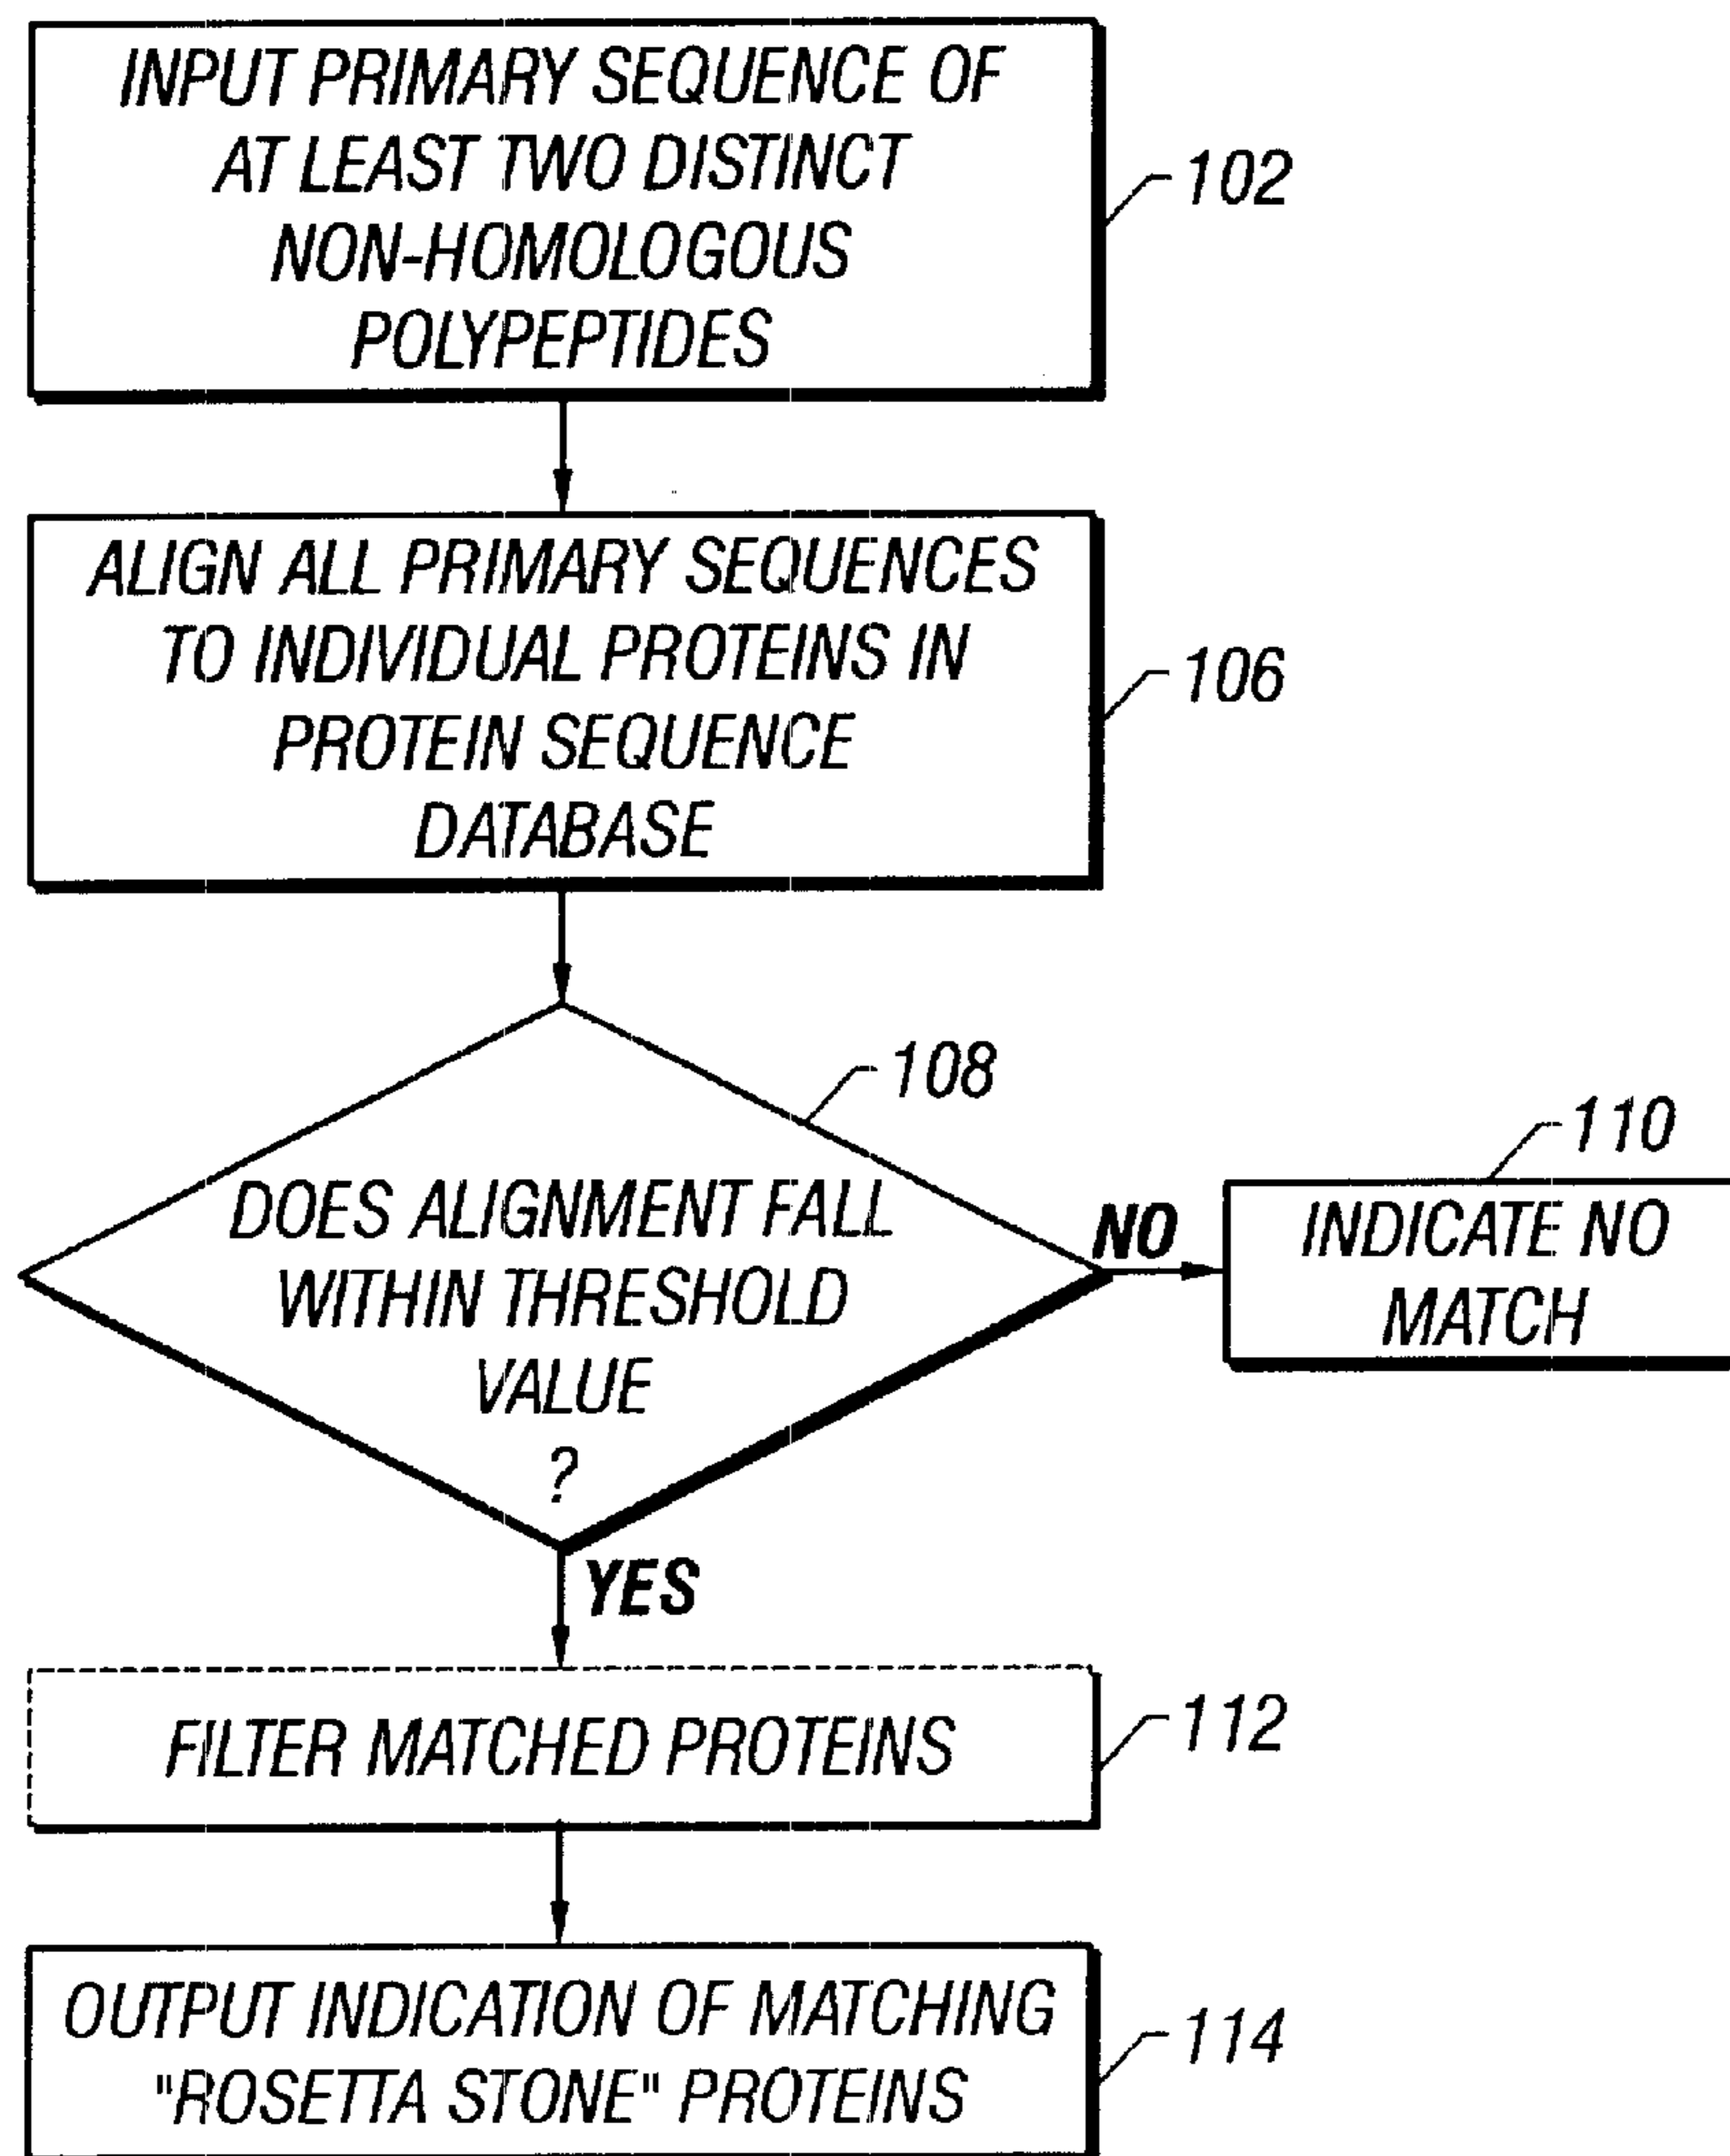 INPUT PRIMARY SEQUENCE OF
AT LEAST TWO DISTINCT
NON-HOMOLOGOUS
POLYPEPTIDES
102
ALIGN ALL PRIMARY SEQUENCES
TO INDIVIDUAL PROTEINS IN
PROTEIN SEQUENCE
DATABASE
106
108
DOES ALIGNMENT FALL
WITHIN THRESHOLD
VALUE
?
NO
110
INDICATE NO
MATCH
YES
FILTER MATCHED PROTEINS
112
OUTPUT INDICATION OF MATCHING
"ROSETTA STONE" PROTEINS
114